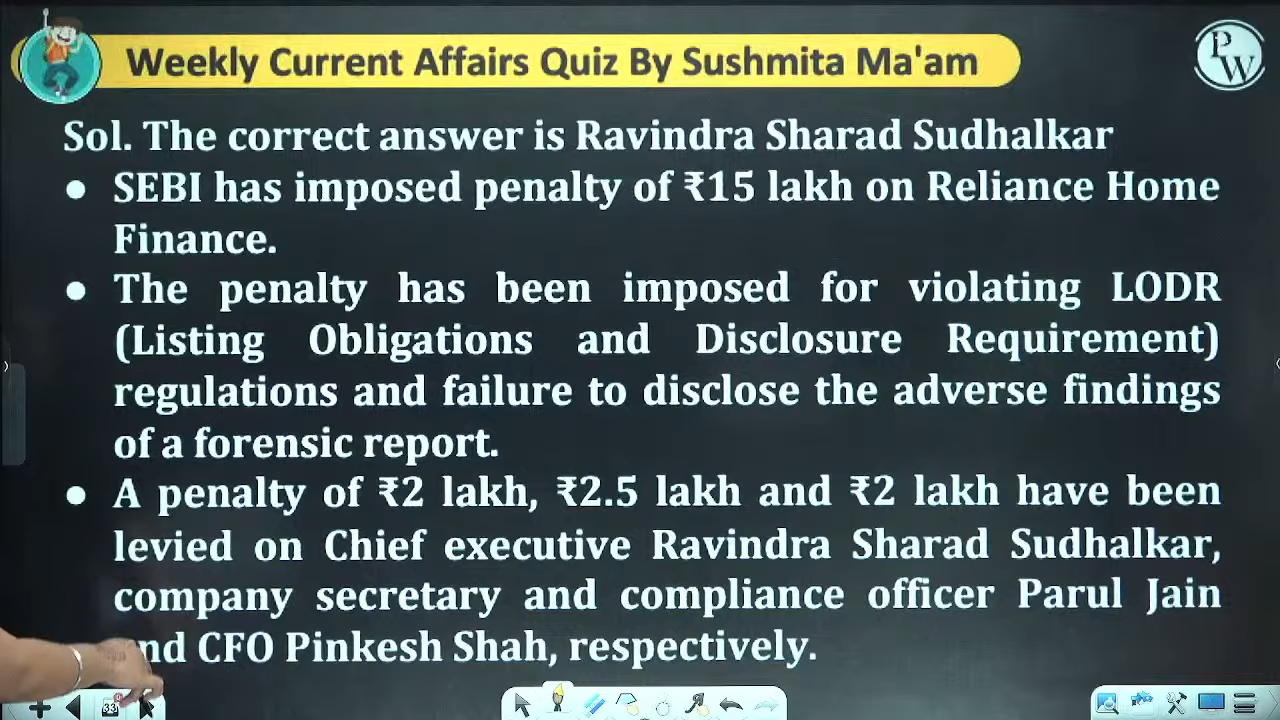 Weekly Current Affairs Quiz By Sushmita Ma'am
PW
Sol. The correct answer is Ravindra Sharad Sudhalkar
• SEBI has imposed penalty of ₹15 lakh on Reliance Home
Finance.
• The penalty has been imposed for violating LODR
(Listing Obligations and Disclosure Requirement)
regulations and failure to disclose the adverse findings
of a forensic report.
• A penalty of ₹2 lakh, ₹2.5 lakh and ₹2 lakh have been
levied on Chief executive Ravindra Sharad Sudhalkar,
company secretary and compliance officer Parul Jain
and CFO Pinkesh Shah, respectively.
33